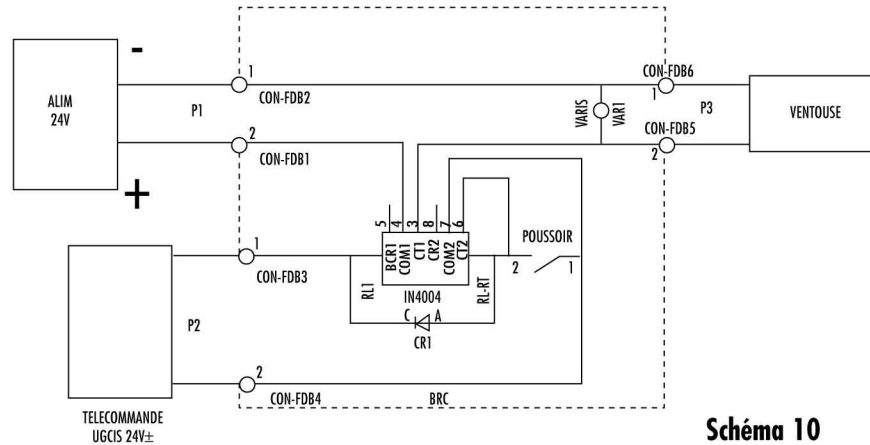 -
1
CON-FDB2
P1
ALIM
24V
2
CON-FDB1
+
CON-FDB6
1
P3
VARIS
VAR1
CON-FDB5
2
VENTOUSE
5
4
3
8
7
6
BCR1
COM1
CT1
CR2
COM2
CT2
POUSSOIR
2
1
1
CON-FDB3
RL1
IN4004
RL-RT
C
A
CR1
P2
2
CON-FDB4
BRC
TELECOMMANDE
UGCIS 24V±
Schéma 10